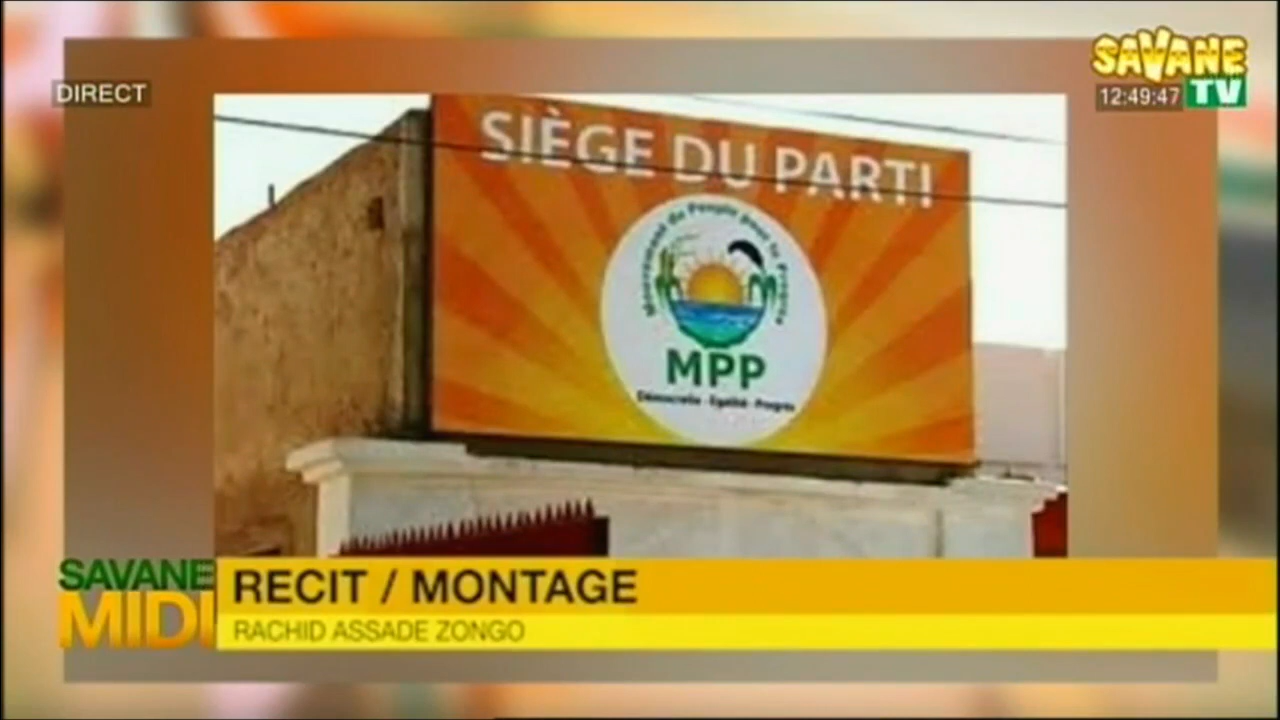 SAVANE
DIRECT
12:49:47 TV
SIÈGE DU PARTI
Mouvement du Peuple pour le Progrès
MPP
Démocratie - Egalité - Progrès
SAVANE
MIDI
RECIT / MONTAGE
RACHID ASSADE ZONGO